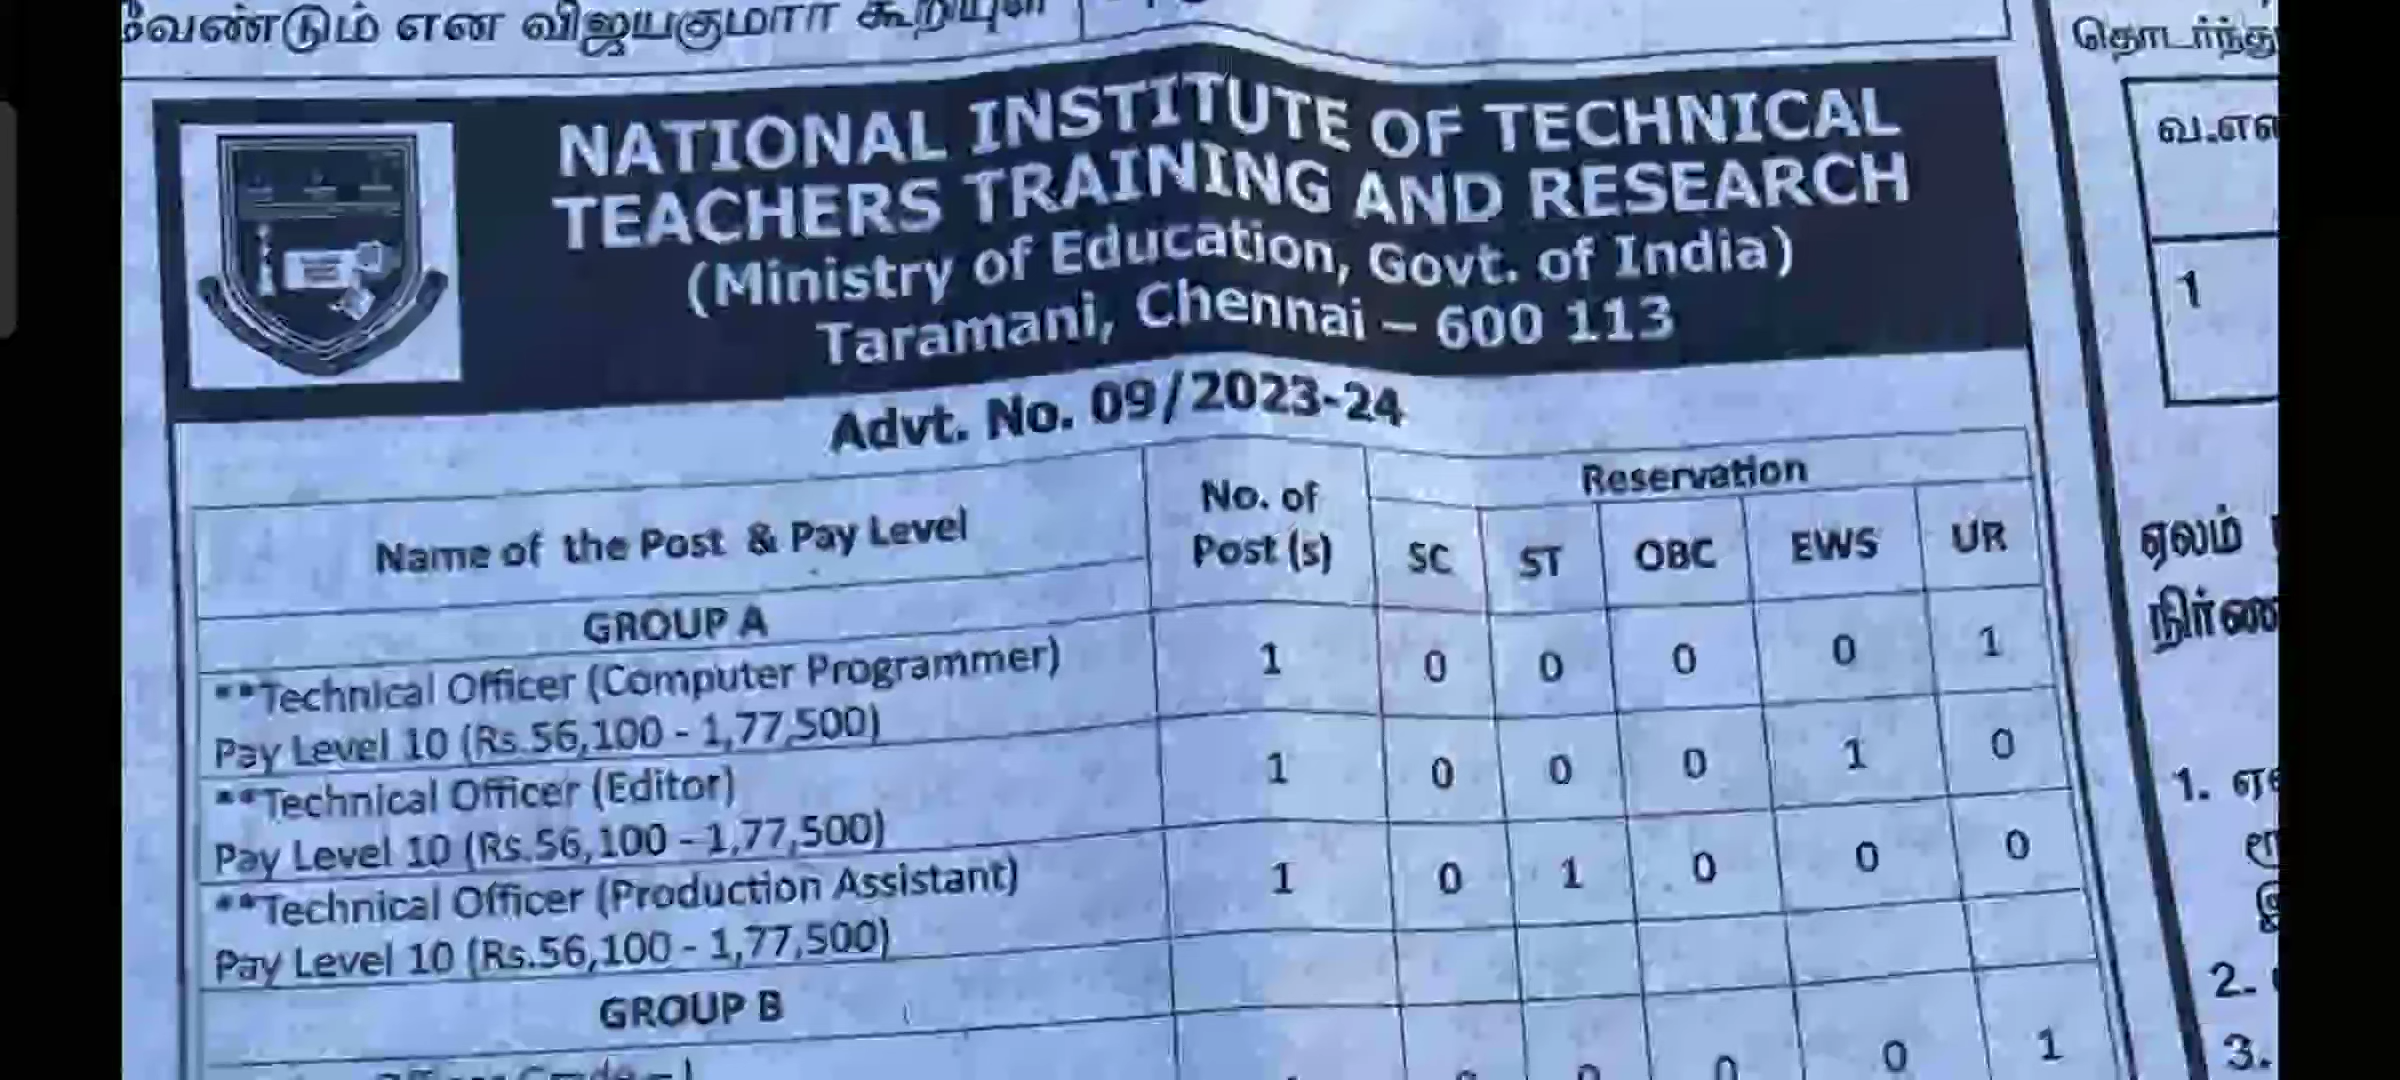 வேண்டும் என விஜயகுமார்
தொடர்ந்து
NATIONAL INSTITUTE OF TECHNICAL
TEACHERS TRAINING AND RESEARCH
(Ministry of Education, Govt. of India)
Taramani, Chennai – 600 113
Advt. No. 09/2023-24
Name of the Post & Pay Level
No. of
Post (s)
Reservation
SC ST OBC EWS UR
GROUP A
**Technical Officer (Computer Programmer)
Pay Level 10 (Rs.56,100 - 1,77,500)
1 0 0 0 0 1
**Technical Officer (Editor)
Pay Level 10 (Rs.56,100 - 1,77,500)
1 0 0 0 1 0
**Technical Officer (Production Assistant)
Pay Level 10 (Rs.56,100 - 1,77,500)
1 0 1 0 0 0
GROUP B
0 1
1
ஏலம்
1.
2.
3.